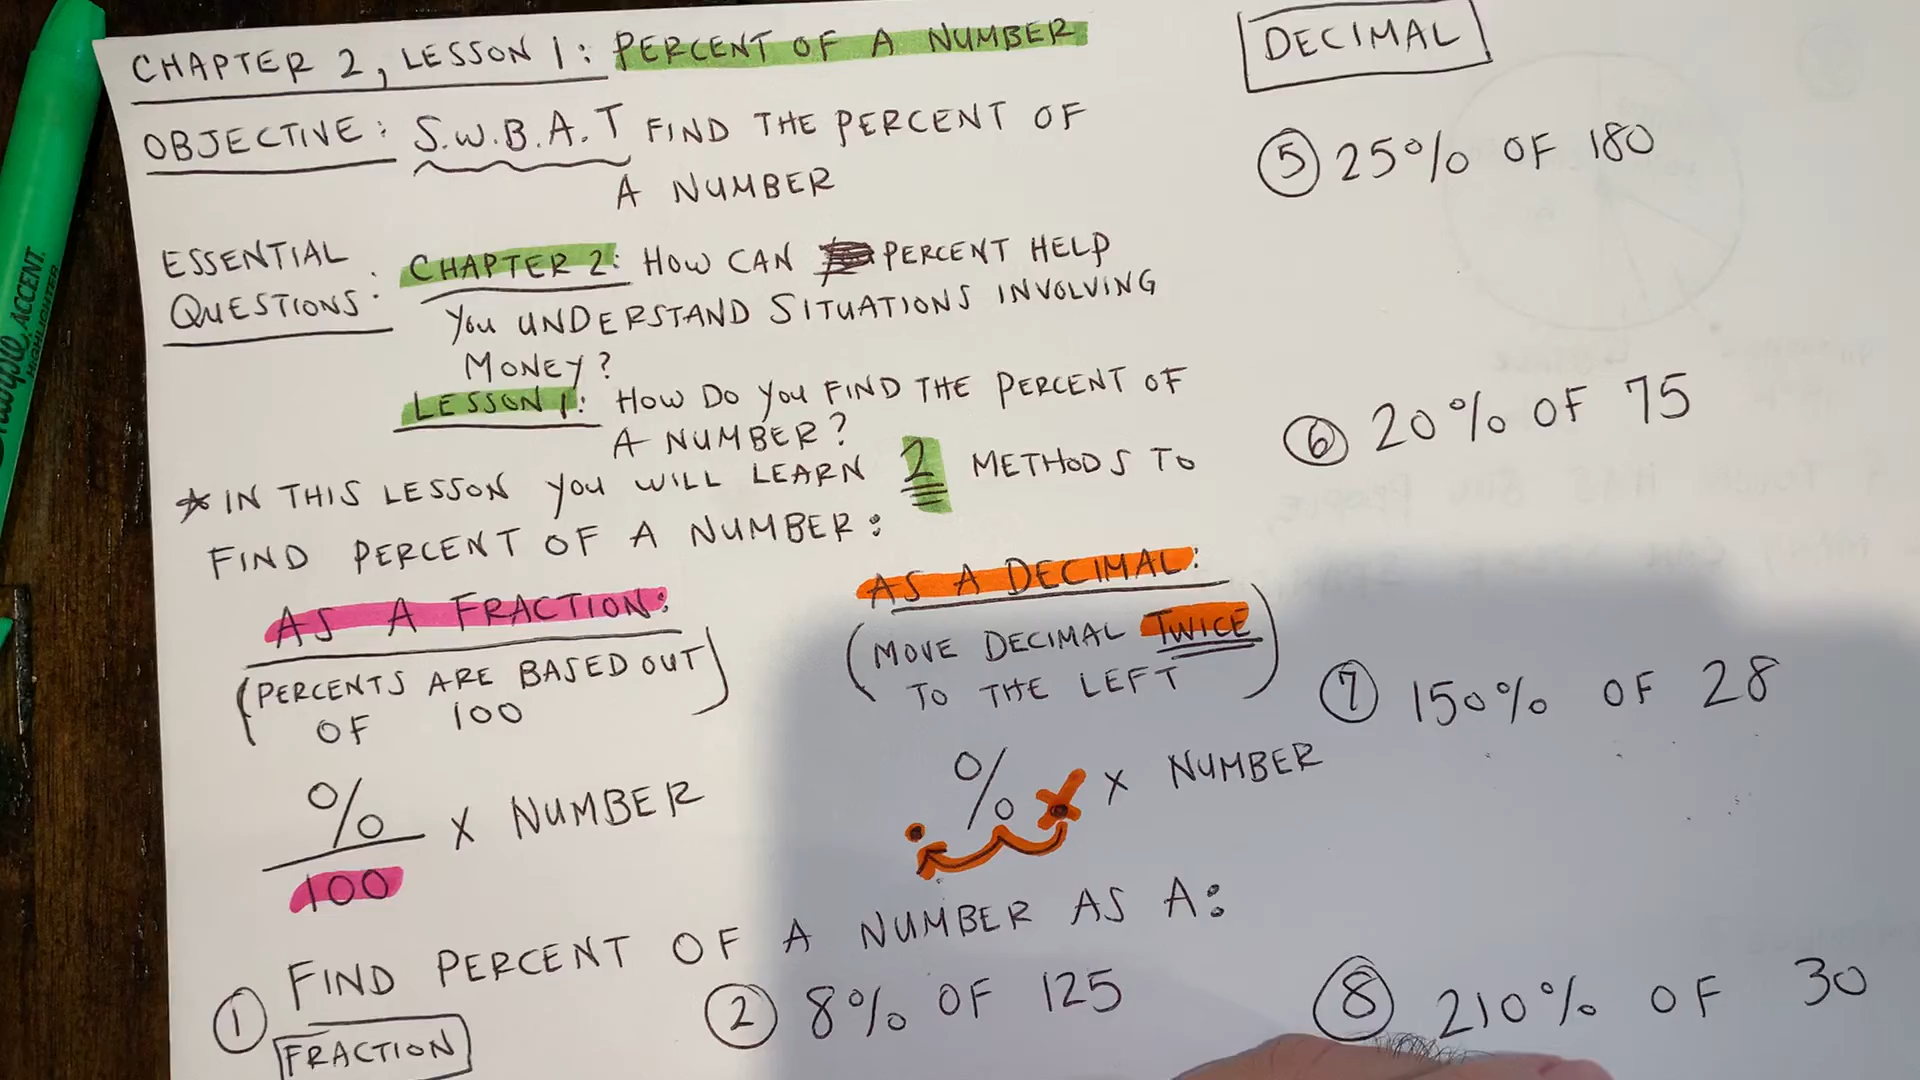 CHAPTER 2, LESSON 1: PERCENT OF A NUMBER
OBJECTIVE: S.W.B.A.T FIND THE PERCENT OF
A NUMBER
ESSENTIAL
QUESTIONS:
CHAPTER 2: HOW CAN PERCENT HELP
YOU UNDERSTAND SITUATIONS INVOLVING
MONEY?
LESSON 1: HOW DO YOU FIND THE PERCENT OF
A NUMBER?
* IN THIS LESSON YOU WILL LEARN 2 METHODS TO
FIND PERCENT OF A NUMBER:
AS A FRACTION:
(PERCENTS ARE BASED OUT
OF 100)
%
100
X NUMBER
AS A DECIMAL:
(MOVE DECIMAL TWICE
TO THE LEFT)
% X NUMBER
FIND PERCENT OF A NUMBER AS A:
① FRACTION
② 8% OF 125
DECIMAL
⑤ 25% OF 180
⑥ 20% OF 75
⑦ 150% OF 28
⑧ 210% OF 30
ACCENT.
HIGHLIGHTER